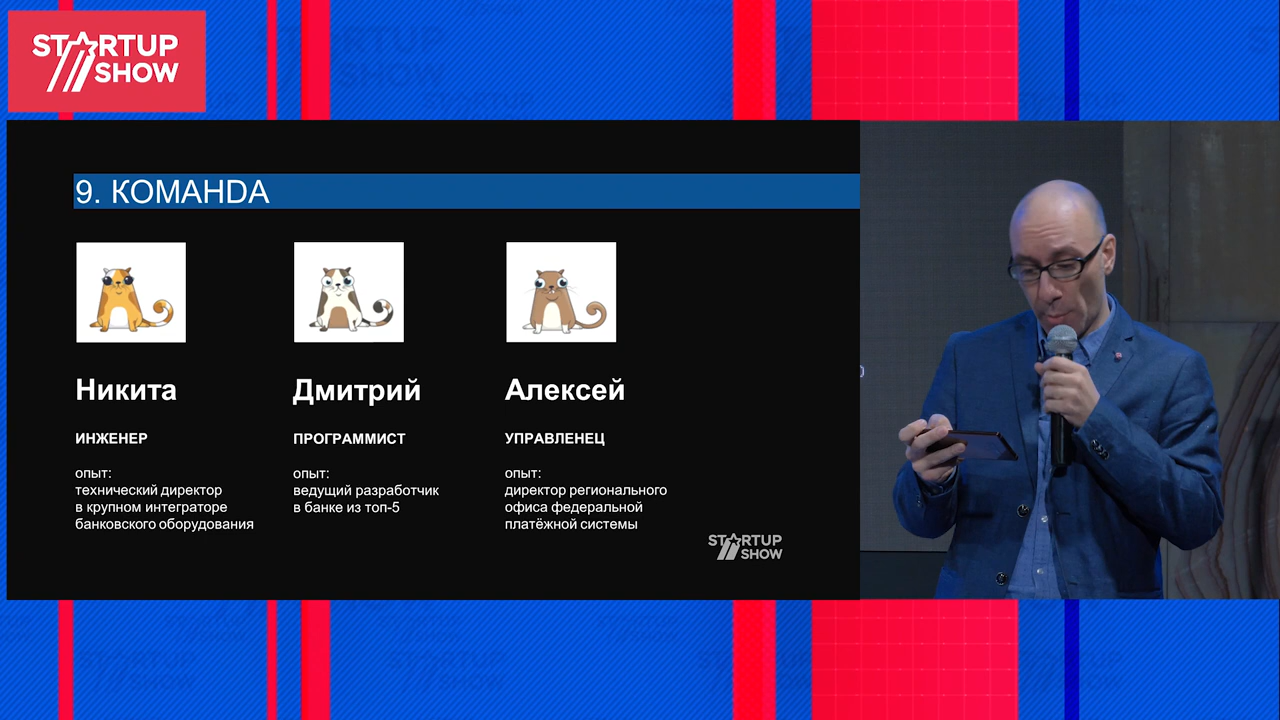 STARTUP
SHOW
9. КОМАНDА
Никита
ИНЖЕНЕР
опыт:
технический директор
в крупном интеграторе
банковского оборудования
Дмитрий
ПРОГРАММИСТ
опыт:
ведущий разработчик
в банке из топ-5
Алексей
УПРАВЛЕНЕЦ
опыт:
директор регионального
офиса федеральной
платёжной системы
STARTUP
SHOW